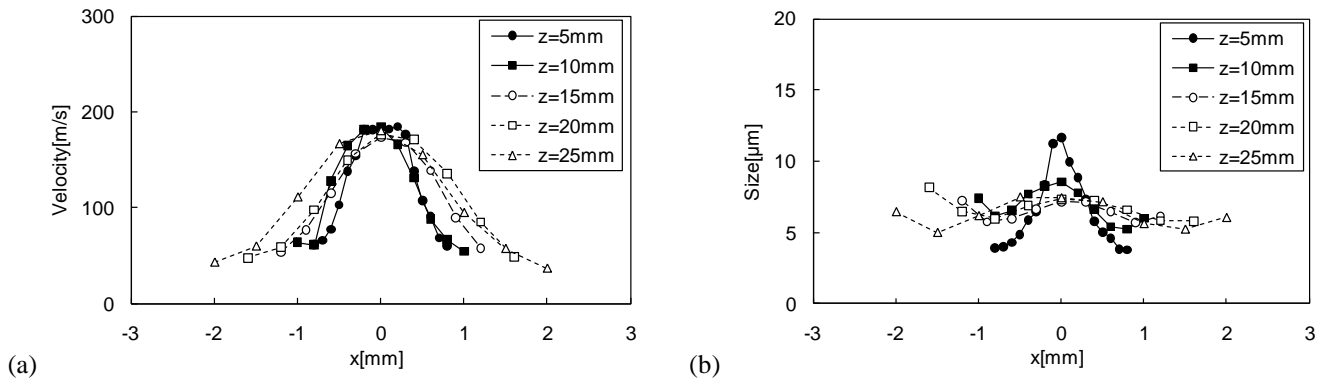 300
200
100
0
Velocity[m/s]
-3 -2 -1 0 1 2 3
x[mm]
z=5mm
z=10mm
z=15mm
z=20mm
z=25mm
(a)
20
15
10
5
0
Size[µm]
-3 -2 -1 0 1 2 3
x[mm]
z=5mm
z=10mm
z=15mm
z=20mm
z=25mm
(b)